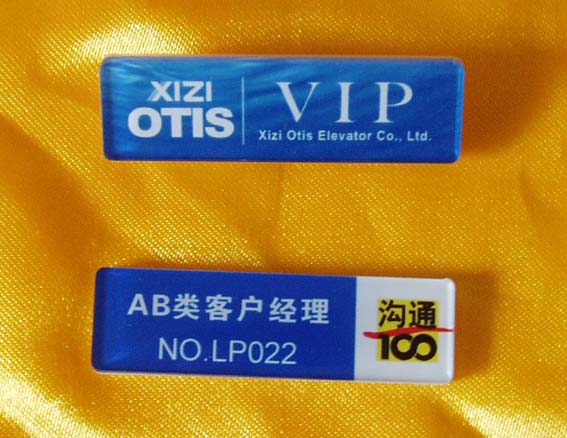 XIZI
OTIS
VIP
Xizi Otis Elevator Co., Ltd.
AB类客户经理
NO.LP022
沟通
100